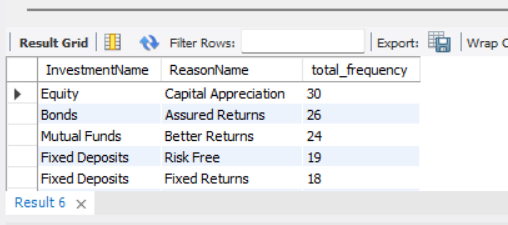 Result Grid Filter Rows: Export: Wrap C
InvestmentName ReasonName total_frequency
Equity Capital Appreciation 30
Bonds Assured Returns 26
Mutual Funds Better Returns 24
Fixed Deposits Risk Free 19
Fixed Deposits Fixed Returns 18
Result 6